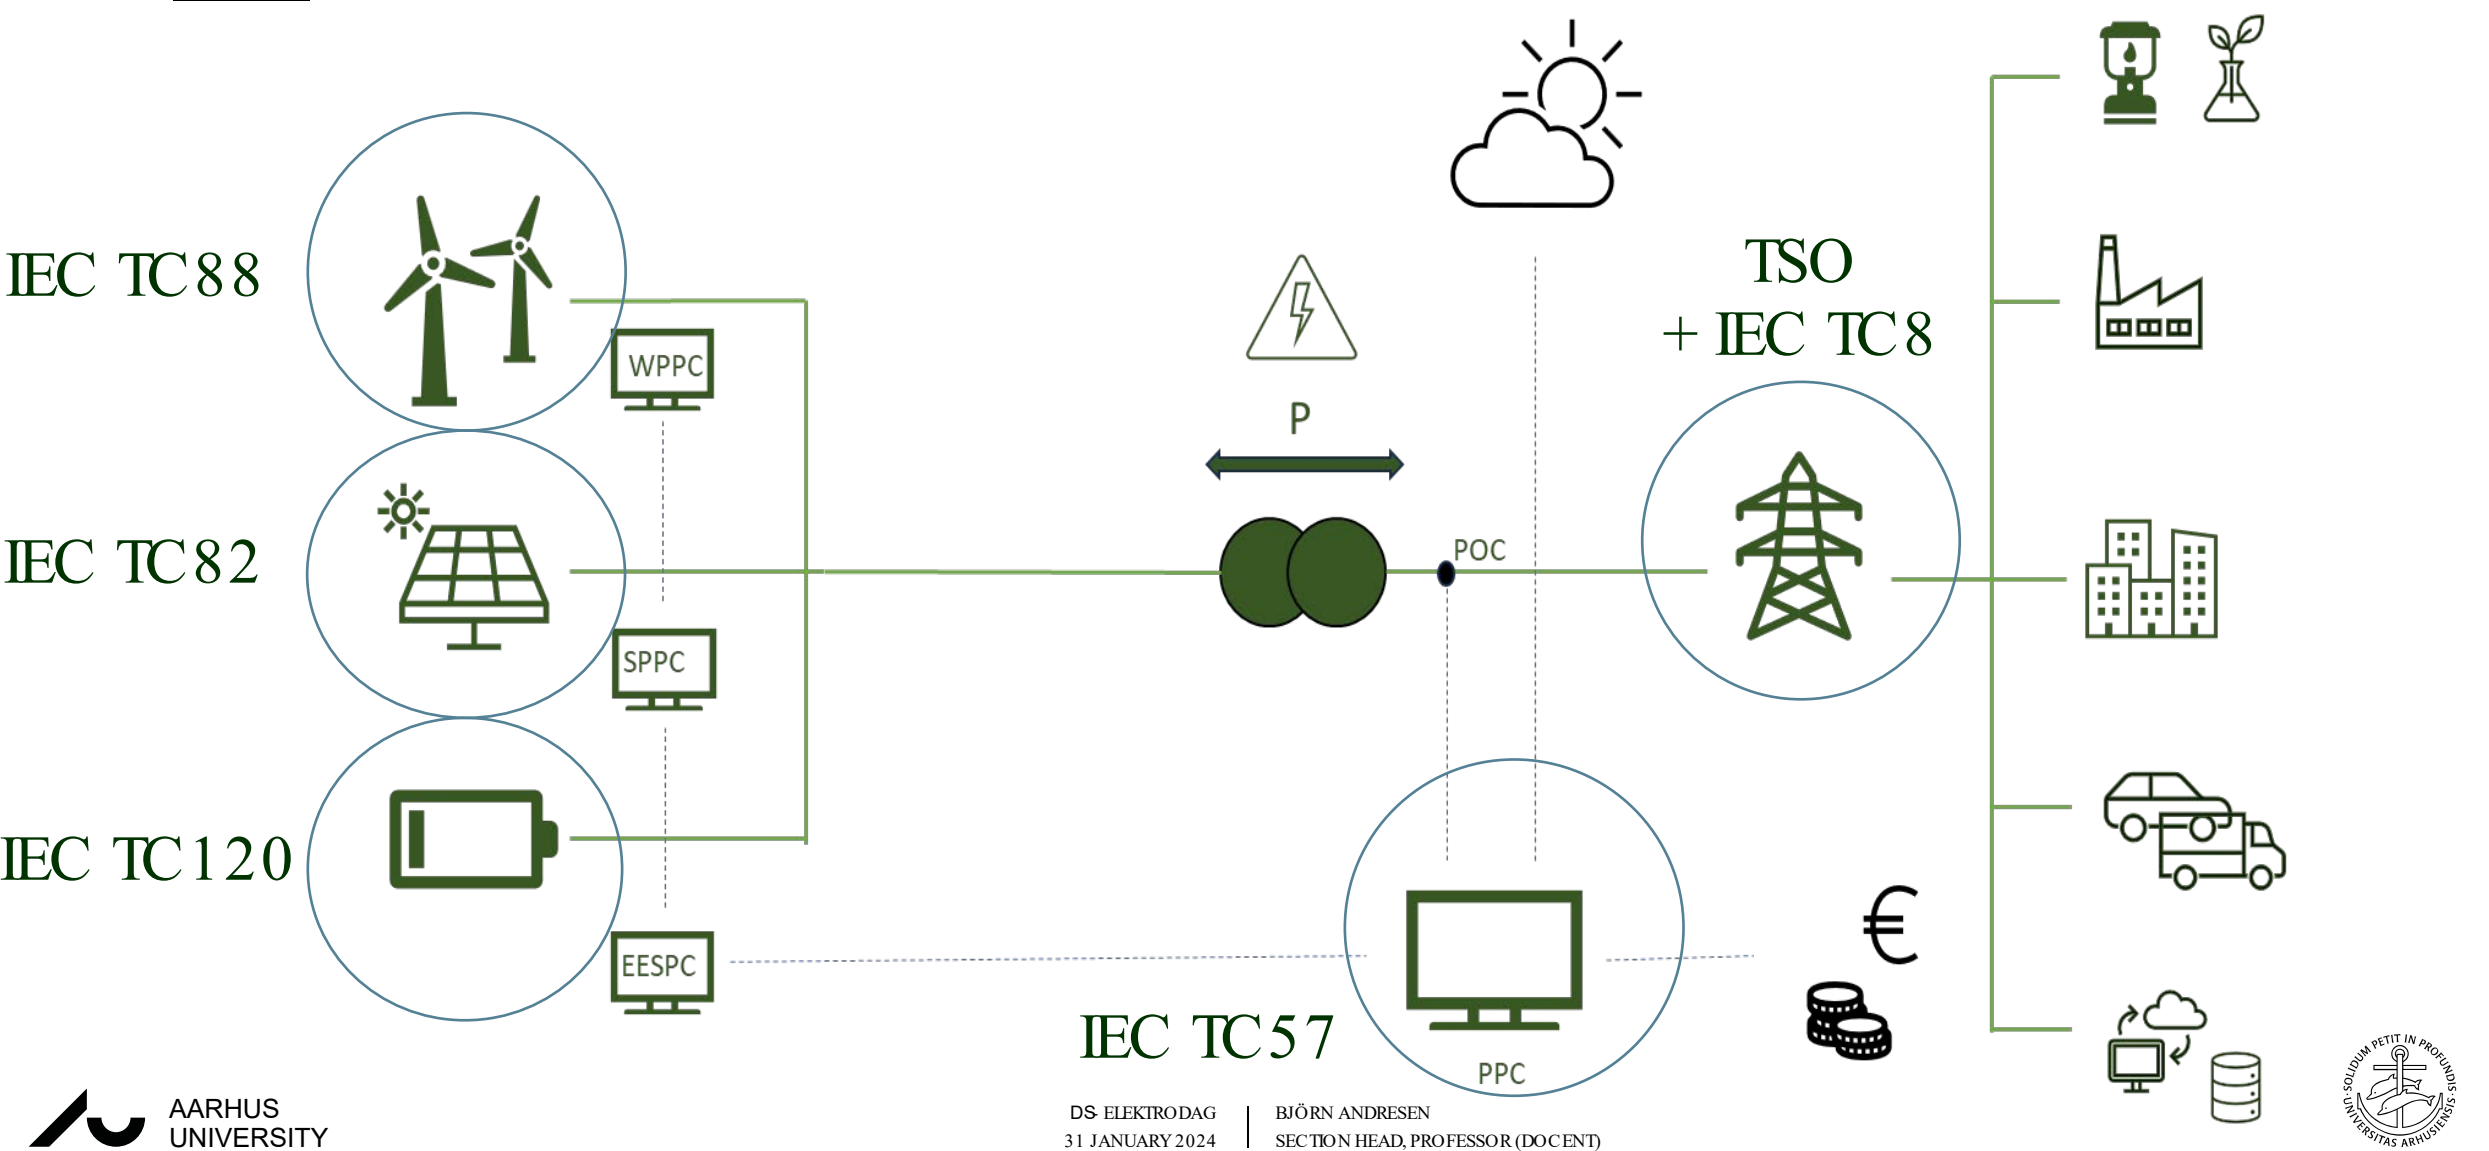 IEC TC88
WPPC
IEC TC82
SPPC
IEC TC120
EESPC
P
POC
TSO
+ IEC TC8
€
IEC TC57
PPC
AARHUS
UNIVERSITY
DS- ELEKTRODAG
31 JANUARY 2024
BJÖRN ANDRESEN
SECTION HEAD, PROFESSOR (DOCENT)
SOLIDUM PETIT IN PROFUNDIS
UNIVERSITAS ARHUSIENSIS